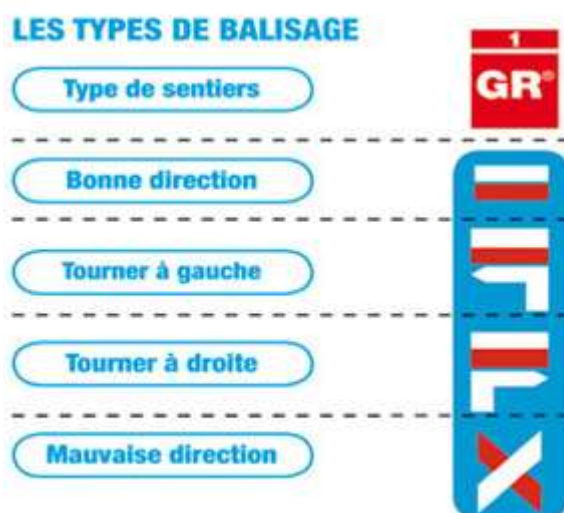 LES TYPES DE BALISAGE
1
Type de sentiers
GR®
Bonne direction
Tourner à gauche
Tourner à droite
Mauvaise direction